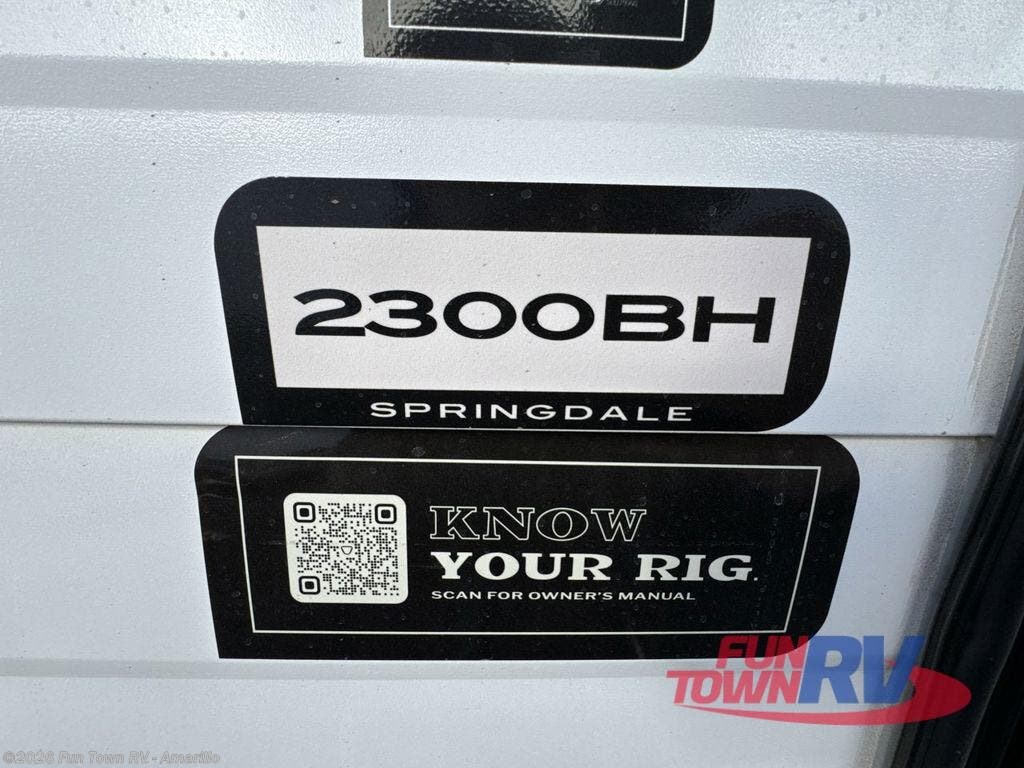 2300BH
SPRINGDALE
KNOW
YOUR RIG.
SCAN FOR OWNER'S MANUAL
FUN
TOWN RV
©2026 Fun Town RV - Amarillo